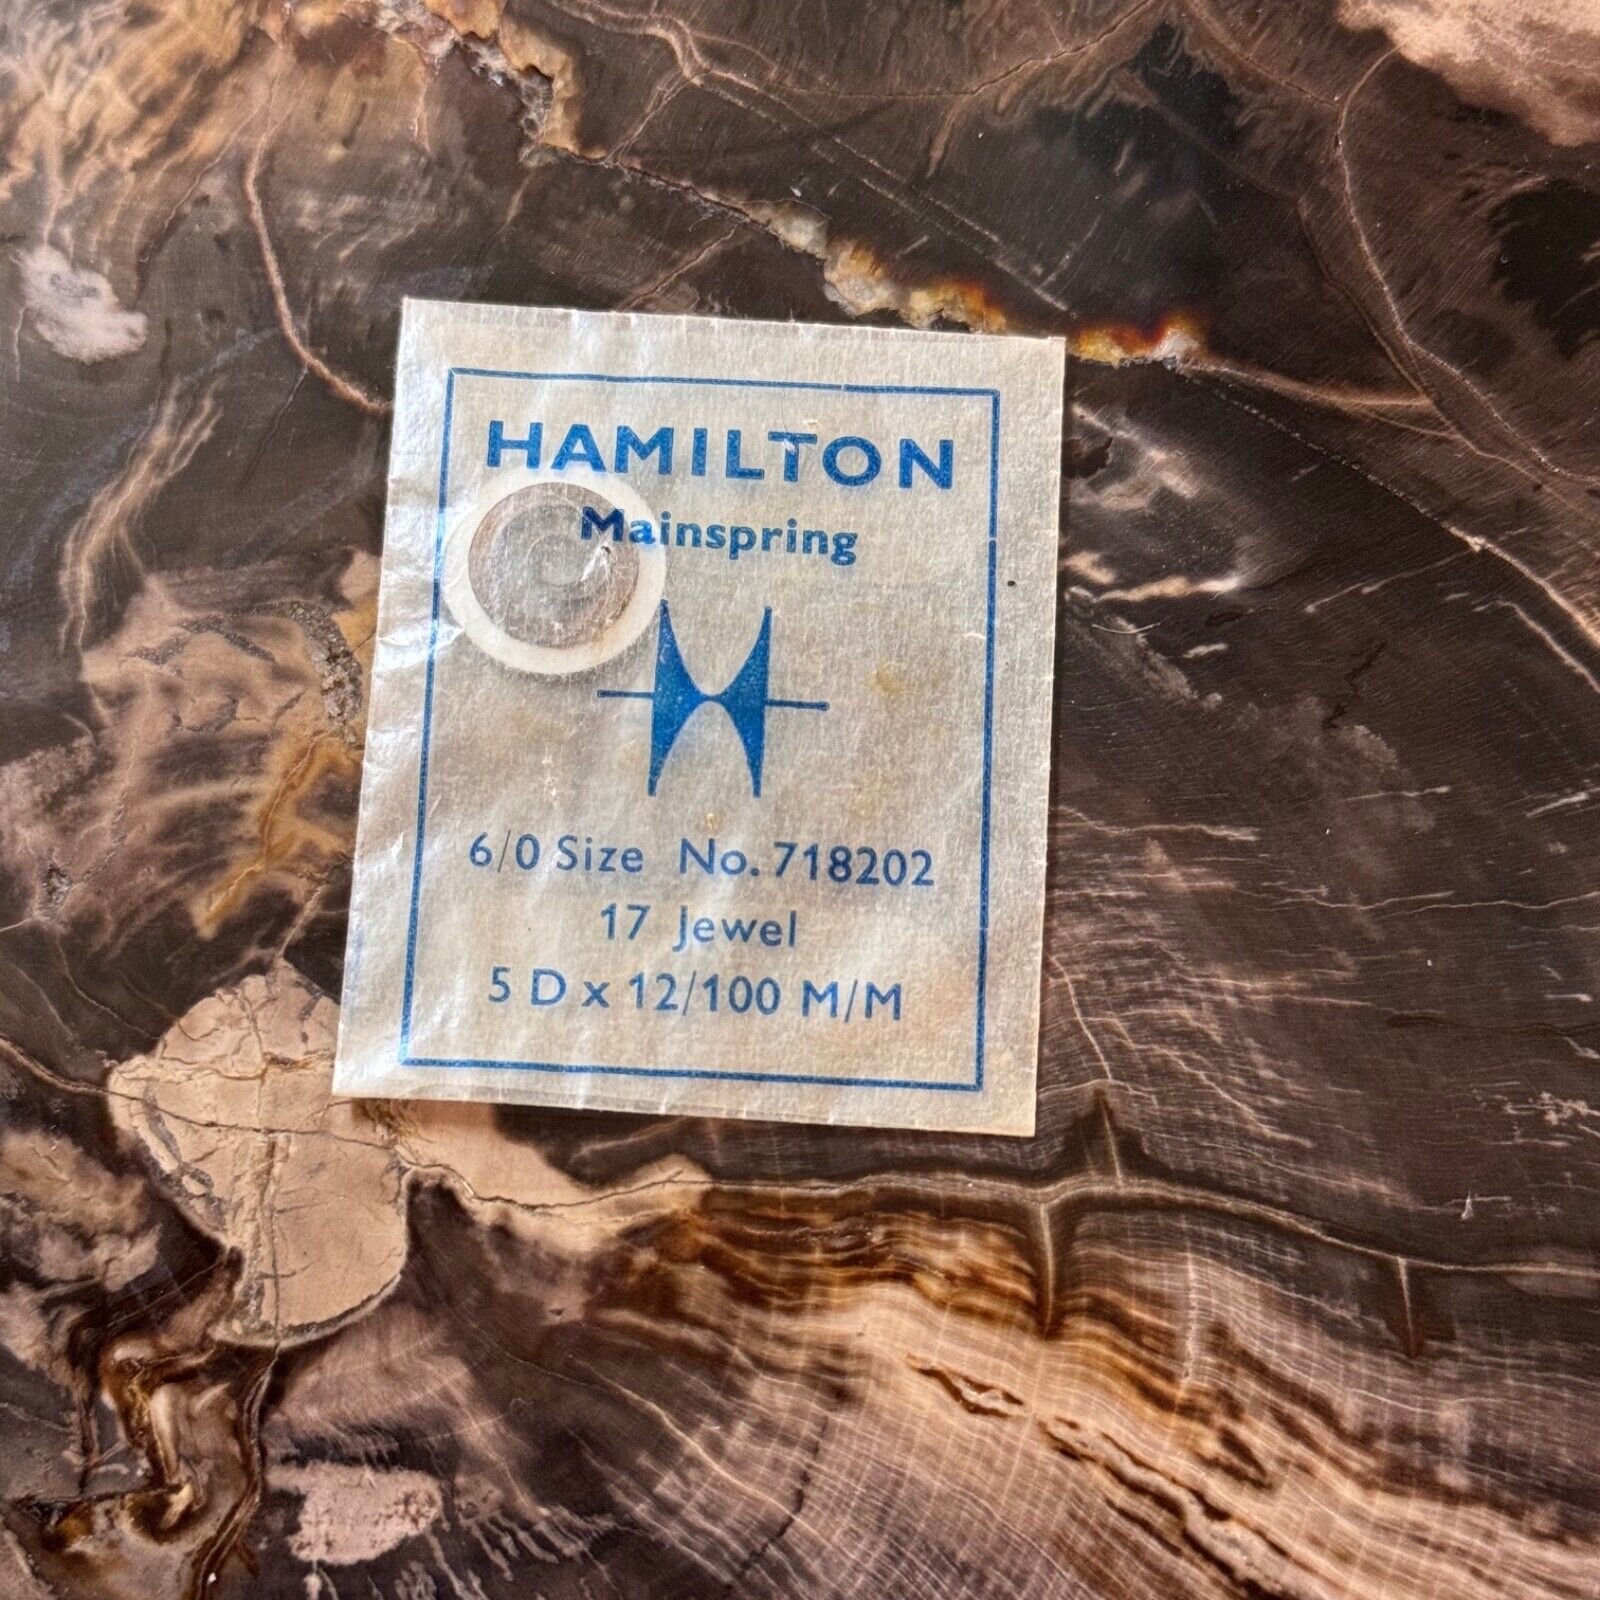 HAMILTON
Mainspring
6/0 Size No. 718202
17 Jewel
5 D x 12/100 M/M